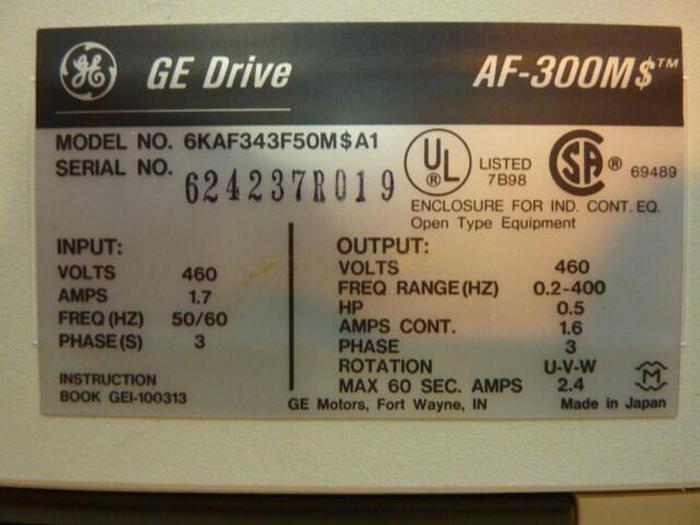 GE GE Drive AF-300M$™
MODEL NO. 6KAF343F50M$A1
SERIAL NO. 624237R019
UL® LISTED 7B98
SA® 69489
ENCLOSURE FOR IND. CONT. EQ.
Open Type Equipment
INPUT:
VOLTS 460
AMPS 1.7
FREQ (HZ) 50/60
PHASE(S) 3
INSTRUCTION
BOOK GEI-100313
OUTPUT:
VOLTS 460
FREQ RANGE(HZ) 0.2-400
HP 0.5
AMPS CONT. 1.6
PHASE 3
ROTATION U-V-W
MAX 60 SEC. AMPS 2.4
M
GE Motors, Fort Wayne, IN Made in Japan